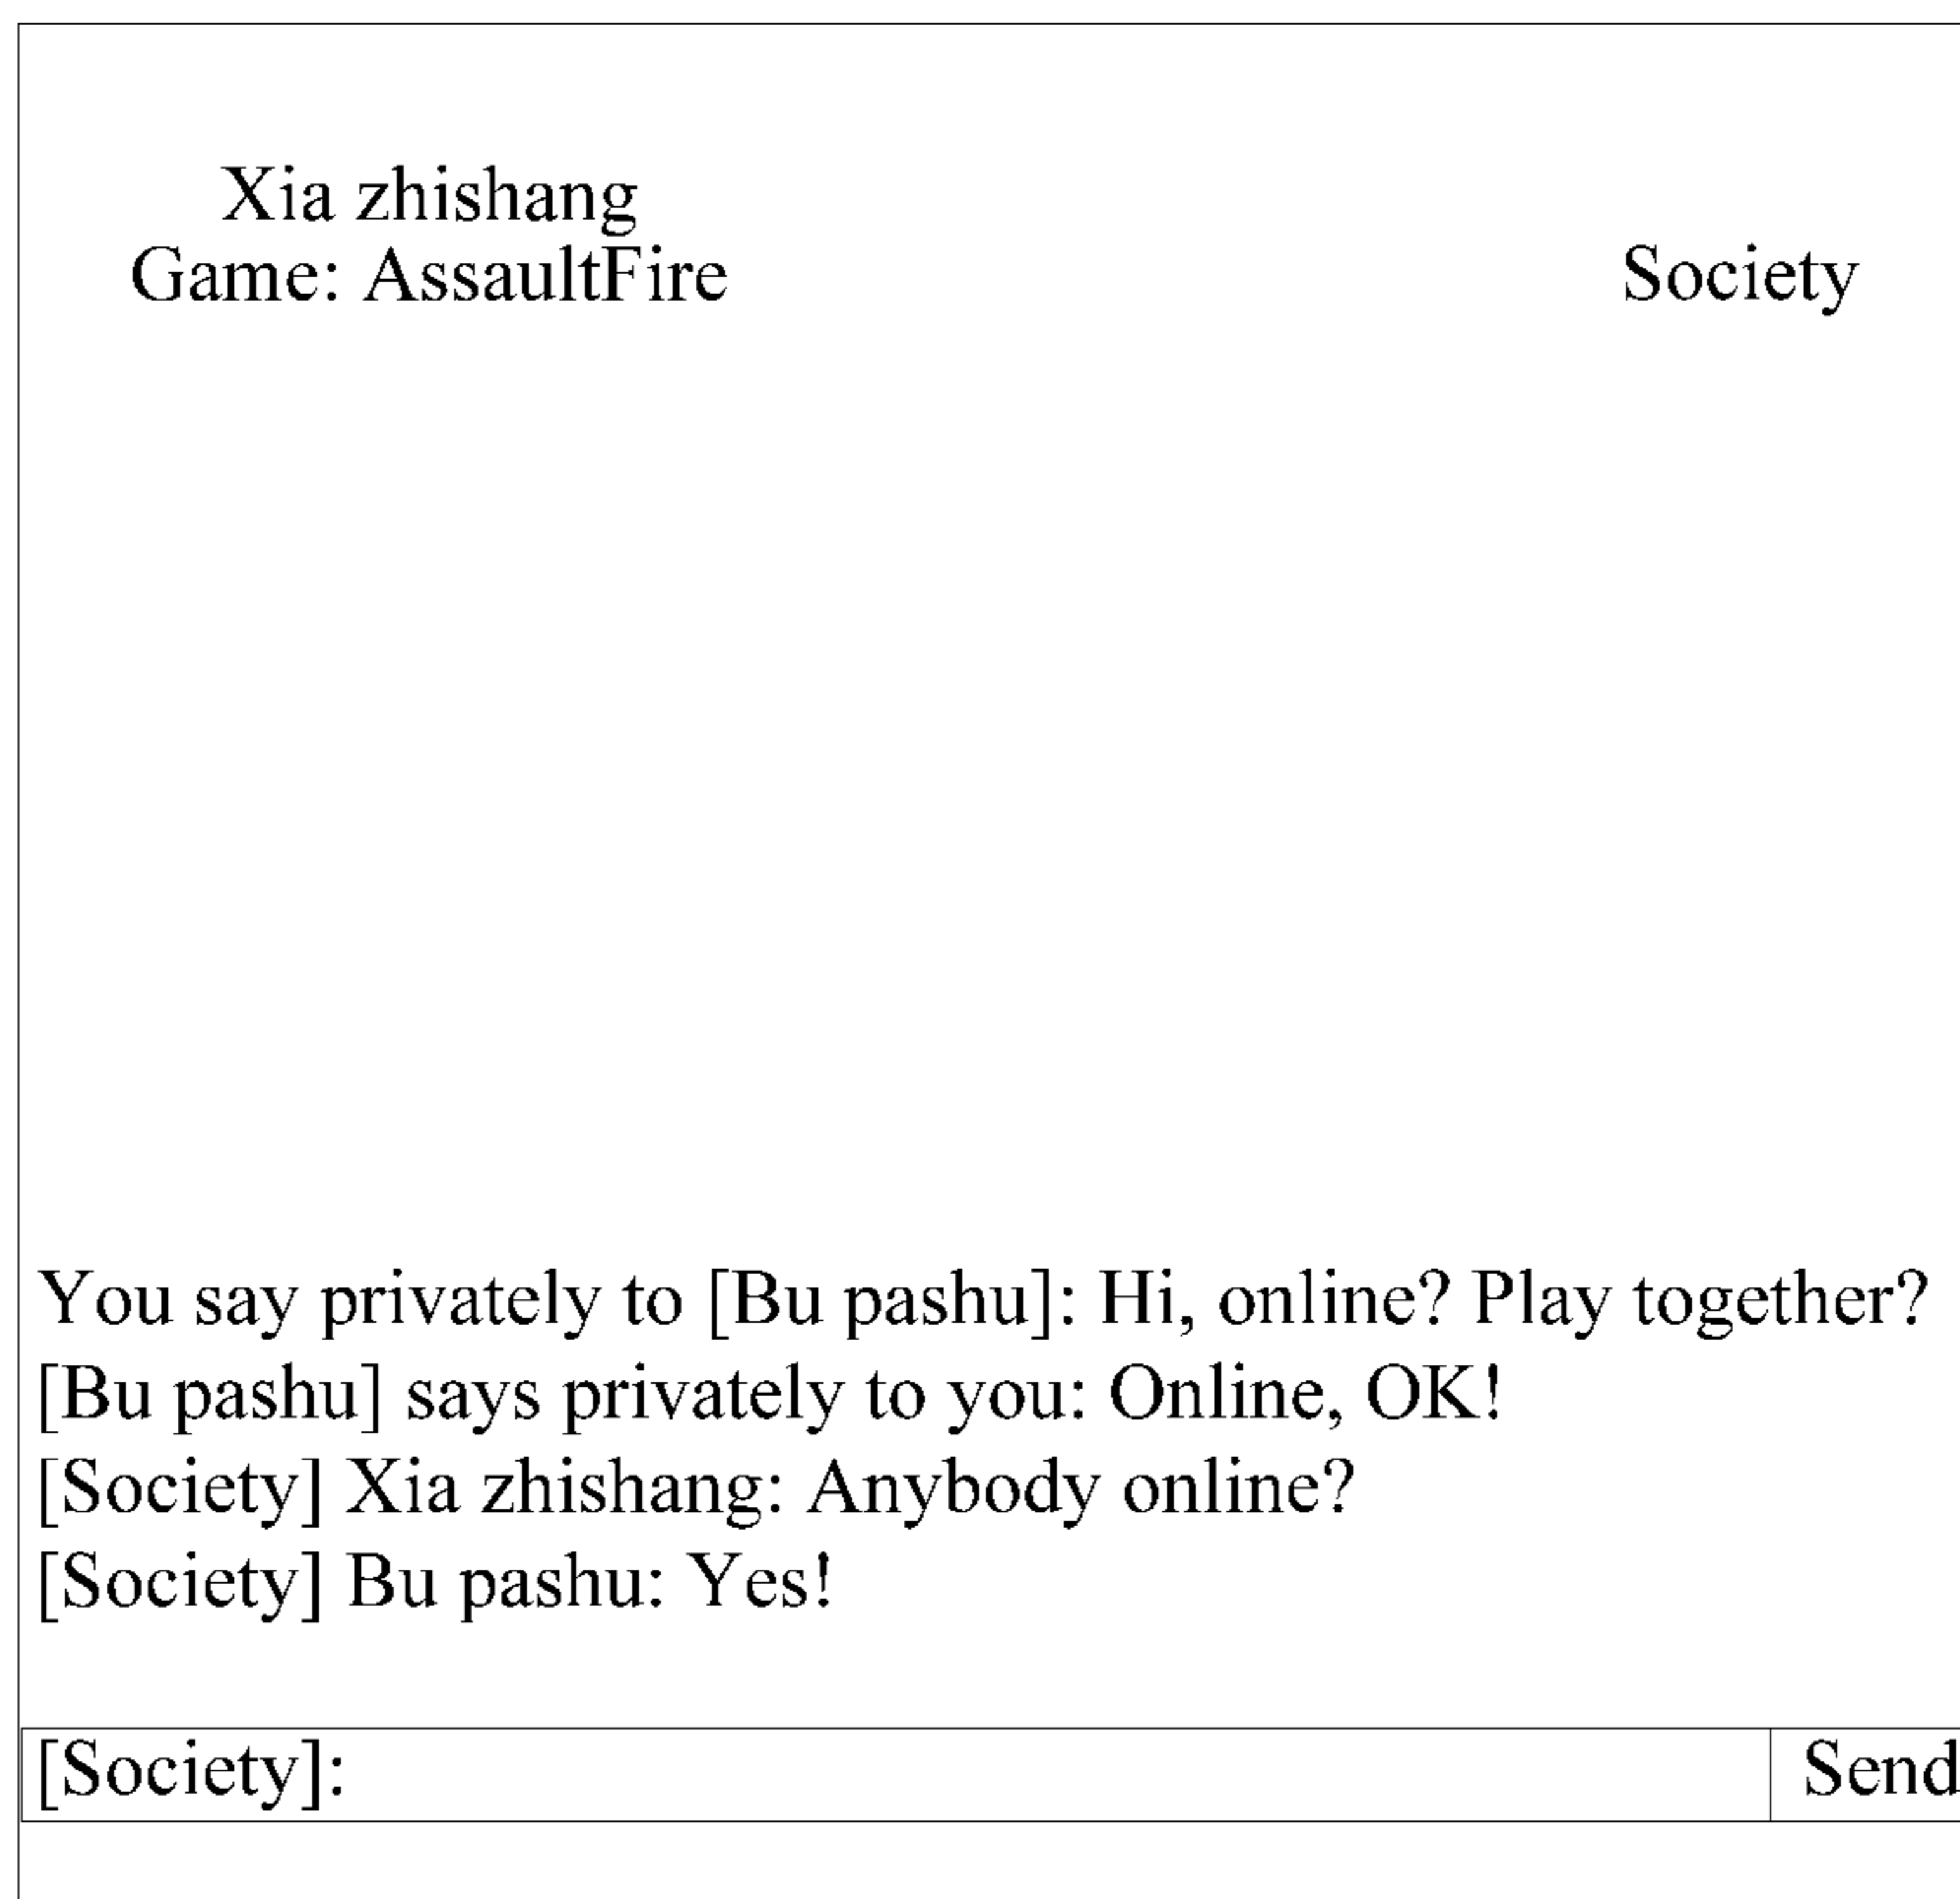 Xia zhishang
Game: AssaultFire Society
You say privately to [Bu pashu]: Hi, online? Play together?
[Bu pashu] says privately to you: Online, OK!
[Society] Xia zhishang: Anybody online?
[Society] Bu pashu: Yes!
[Society]: Send